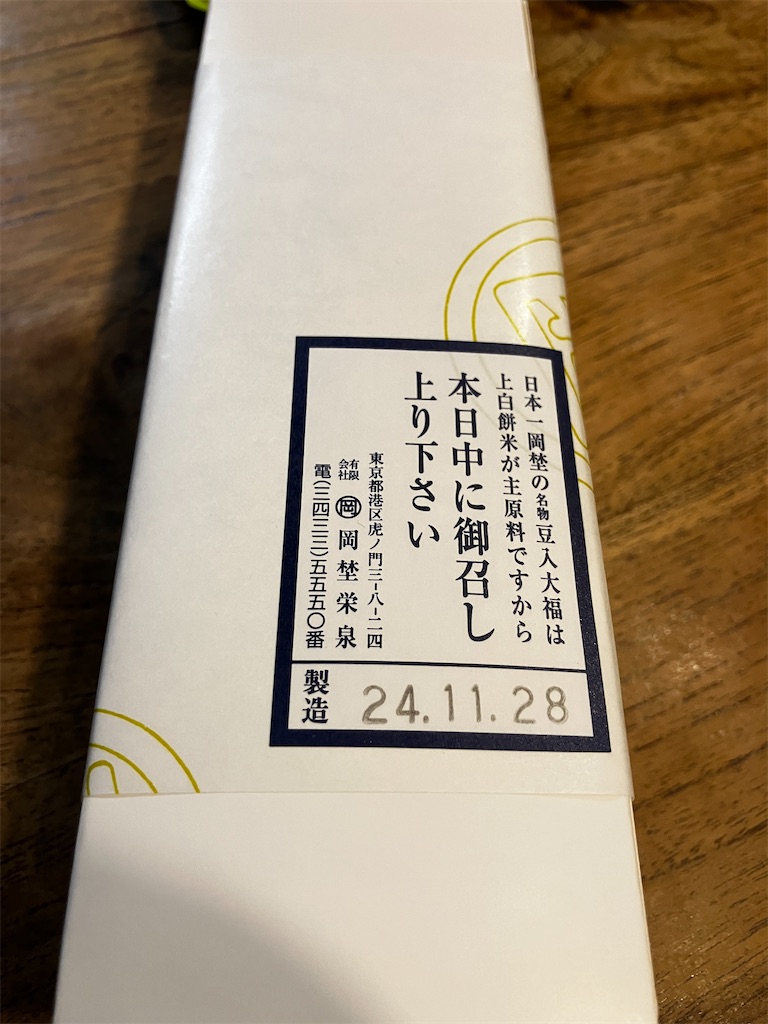 日本一岡埜の名物豆入大福は
上白餅米が主原料ですから
本日中に御召し
上り下さい
東京都港区虎ノ門三-八-二四
有限会社 岡 岡埜栄泉
電(三四三三)五五五〇番
製造 24.11.28